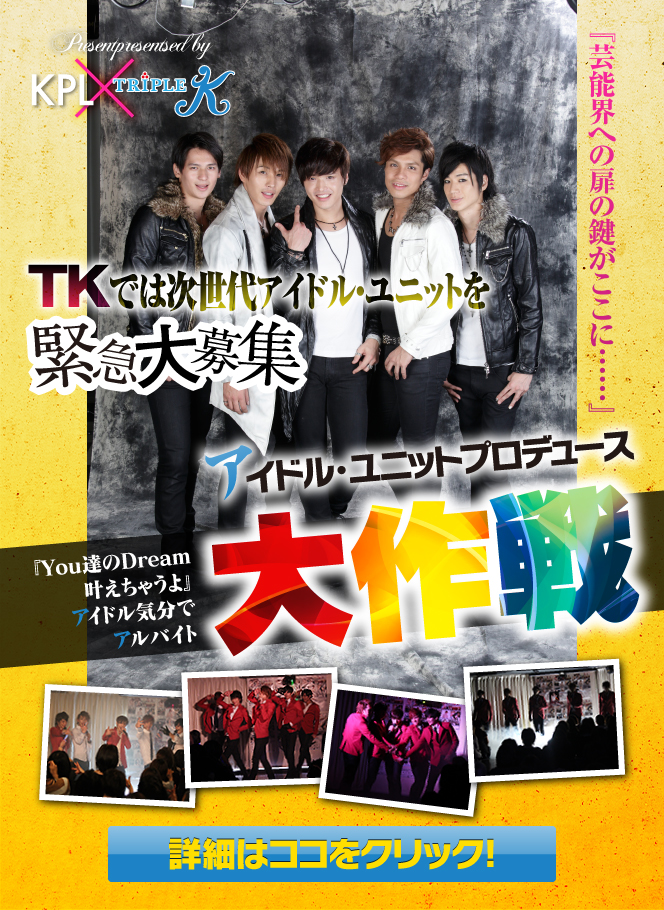 Presentpresentsed by
KPL×TRIPLE K
『芸能界への扉の鍵がここに……』
TKでは次世代アイドル・ユニットを
緊急大募集
アイドル・ユニットプロデュース
大作戦
『You達のDream
叶えちゃうよ』
アイドル気分で
アルバイト
詳細はココをクリック!